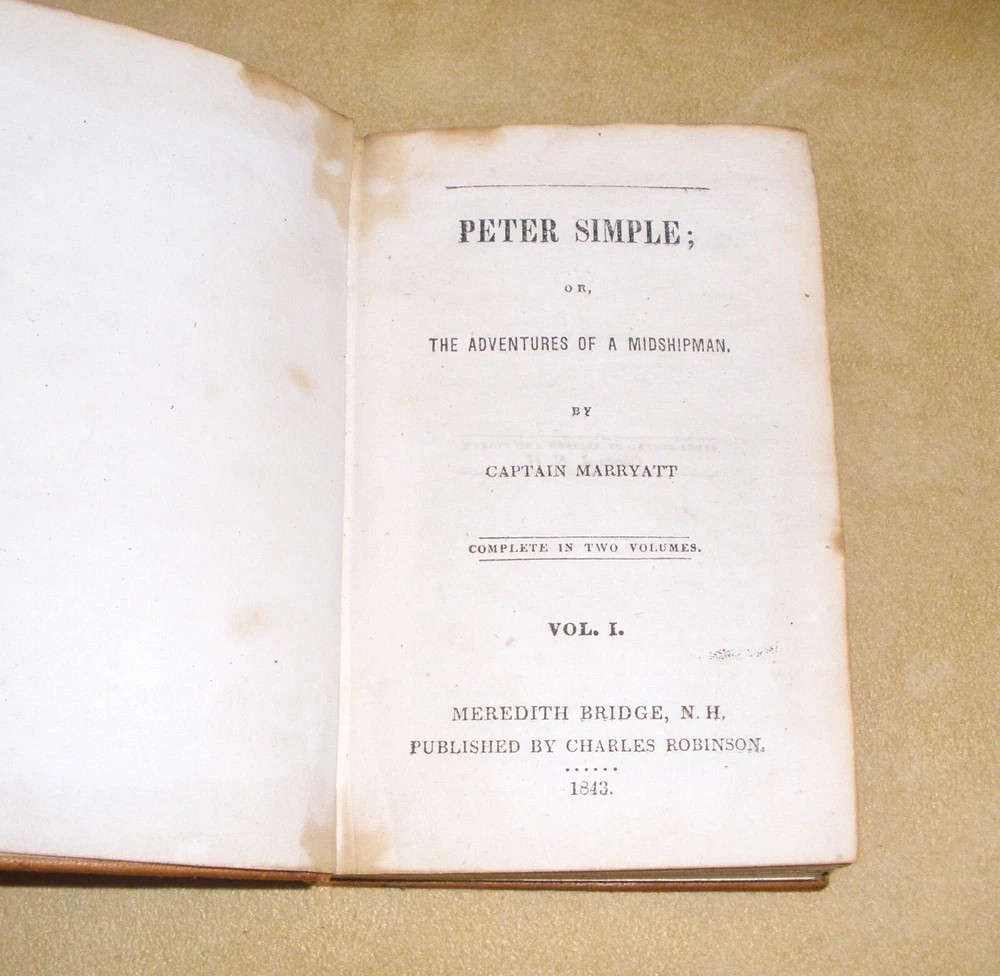 PETER SIMPLE;
OR,
THE ADVENTURES OF A MIDSHIPMAN.
BY
CAPTAIN MARRYATT
COMPLETE IN TWO VOLUMES.
VOL. I.
MEREDITH BRIDGE, N. H.
PUBLISHED BY CHARLES ROBINSON.
......
1843.